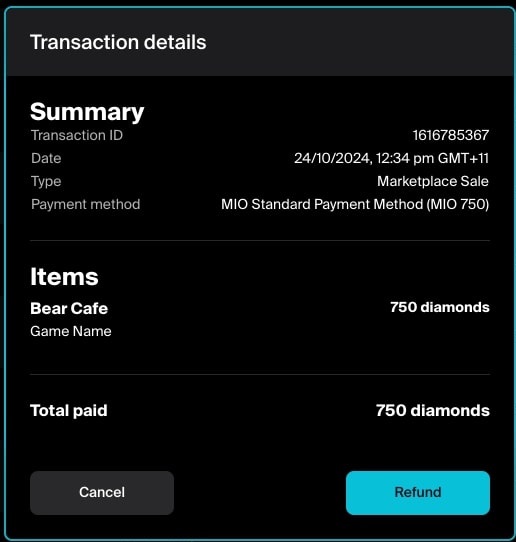 Transaction details
Summary
Transaction ID 1616785367
Date 24/10/2024, 12:34 pm GMT+11
Type Marketplace Sale
Payment method MIO Standard Payment Method (MIO 750)
Items
Bear Cafe 750 diamonds
Game Name
Total paid 750 diamonds
Cancel Refund